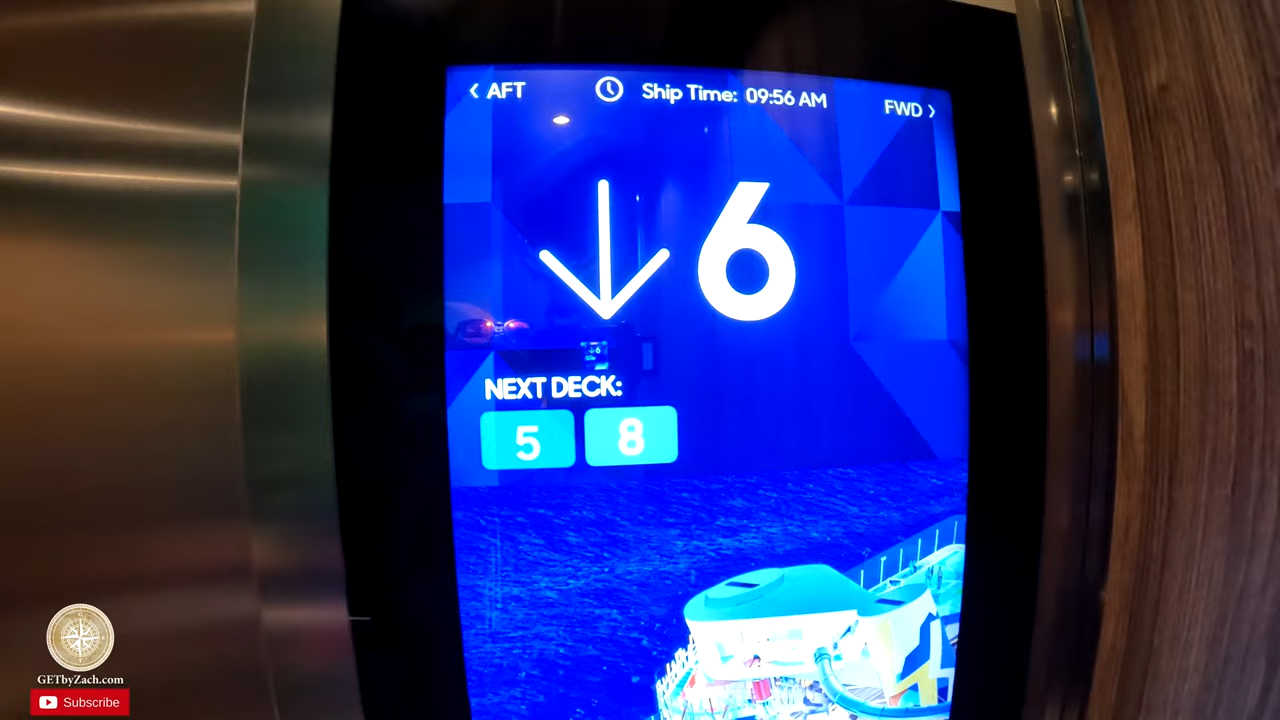 ‹ AFT
Ship Time: 09:56 AM
FWD ›
↓ 6
NEXT DECK:
5 8
GETbyZach.com
Subscribe